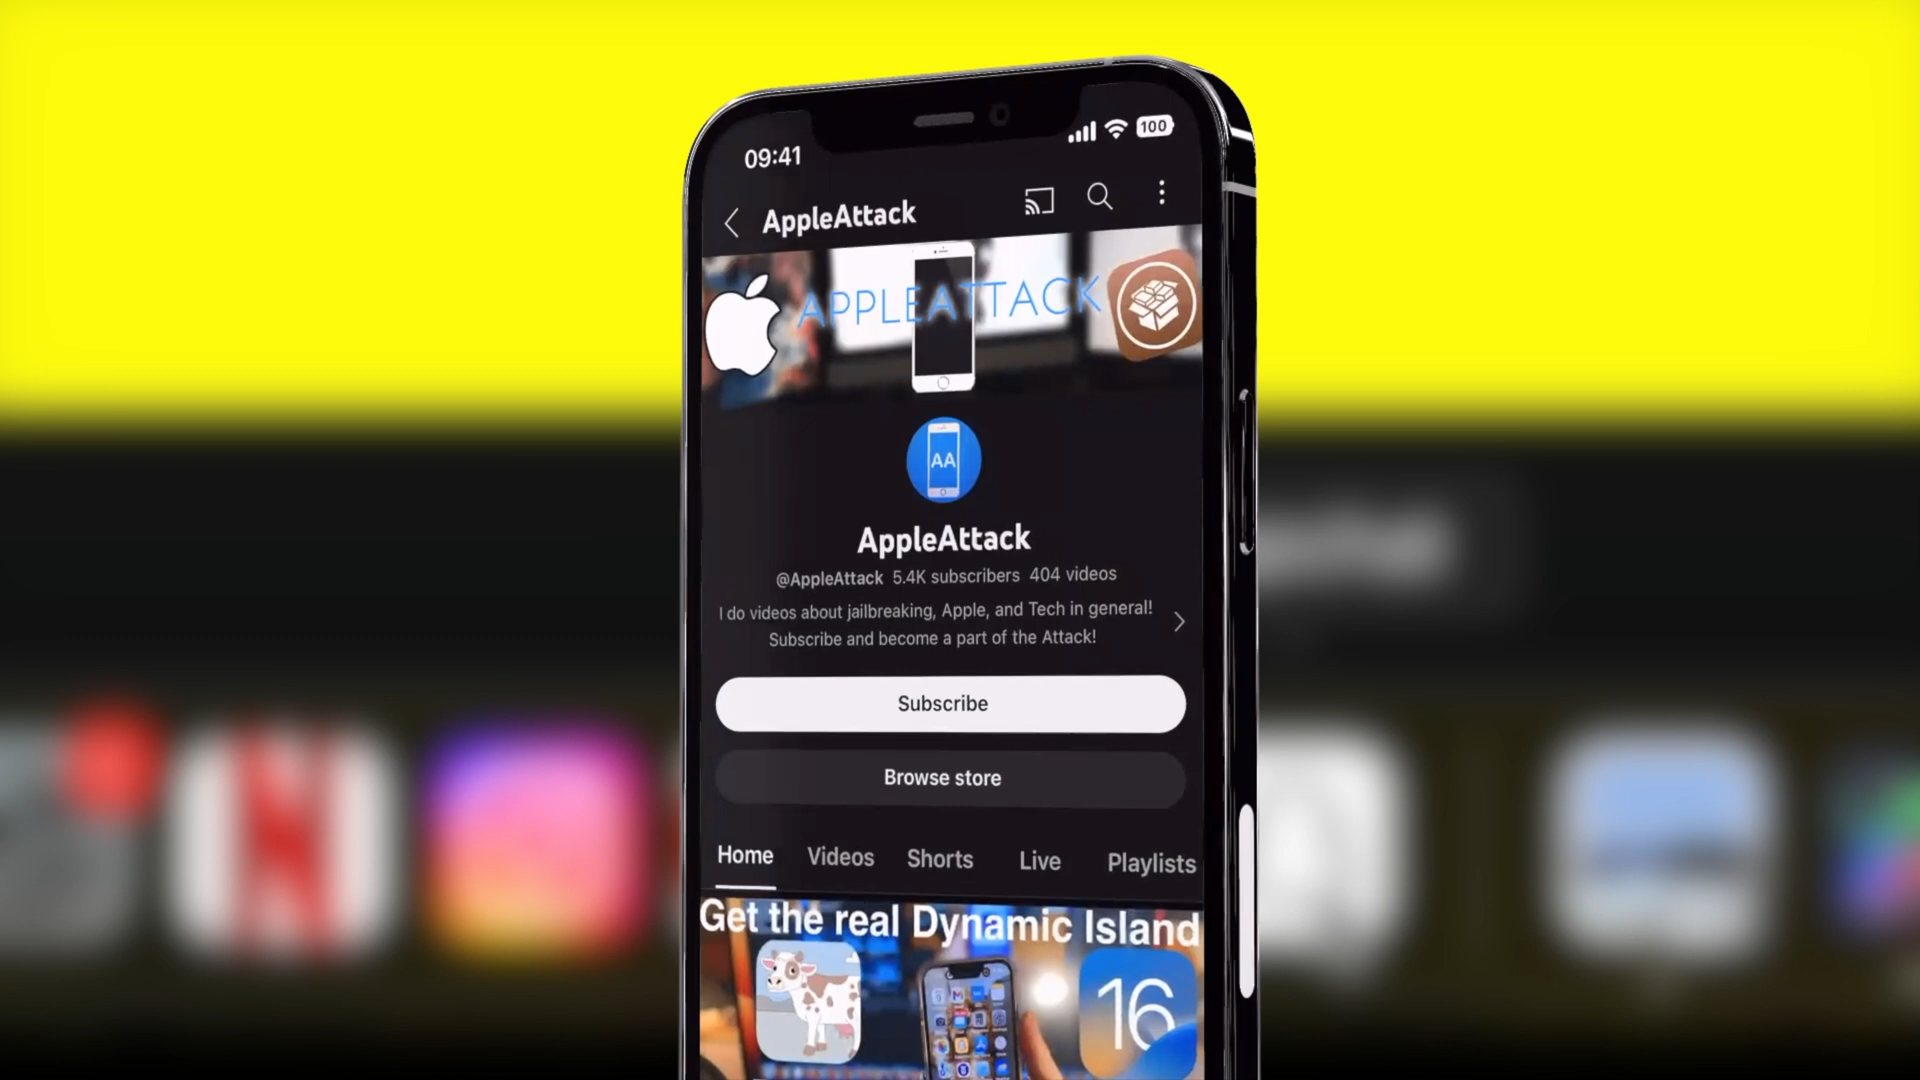 09:41
100
AppleAttack
APPLEATTACK
AA
AppleAttack
@AppleAttack 5.4K subscribers 404 videos
I do videos about jailbreaking, Apple, and Tech in general!
Subscribe and become a part of the Attack!
Subscribe
Browse store
Home Videos Shorts Live Playlists
Get the real Dynamic Island
16